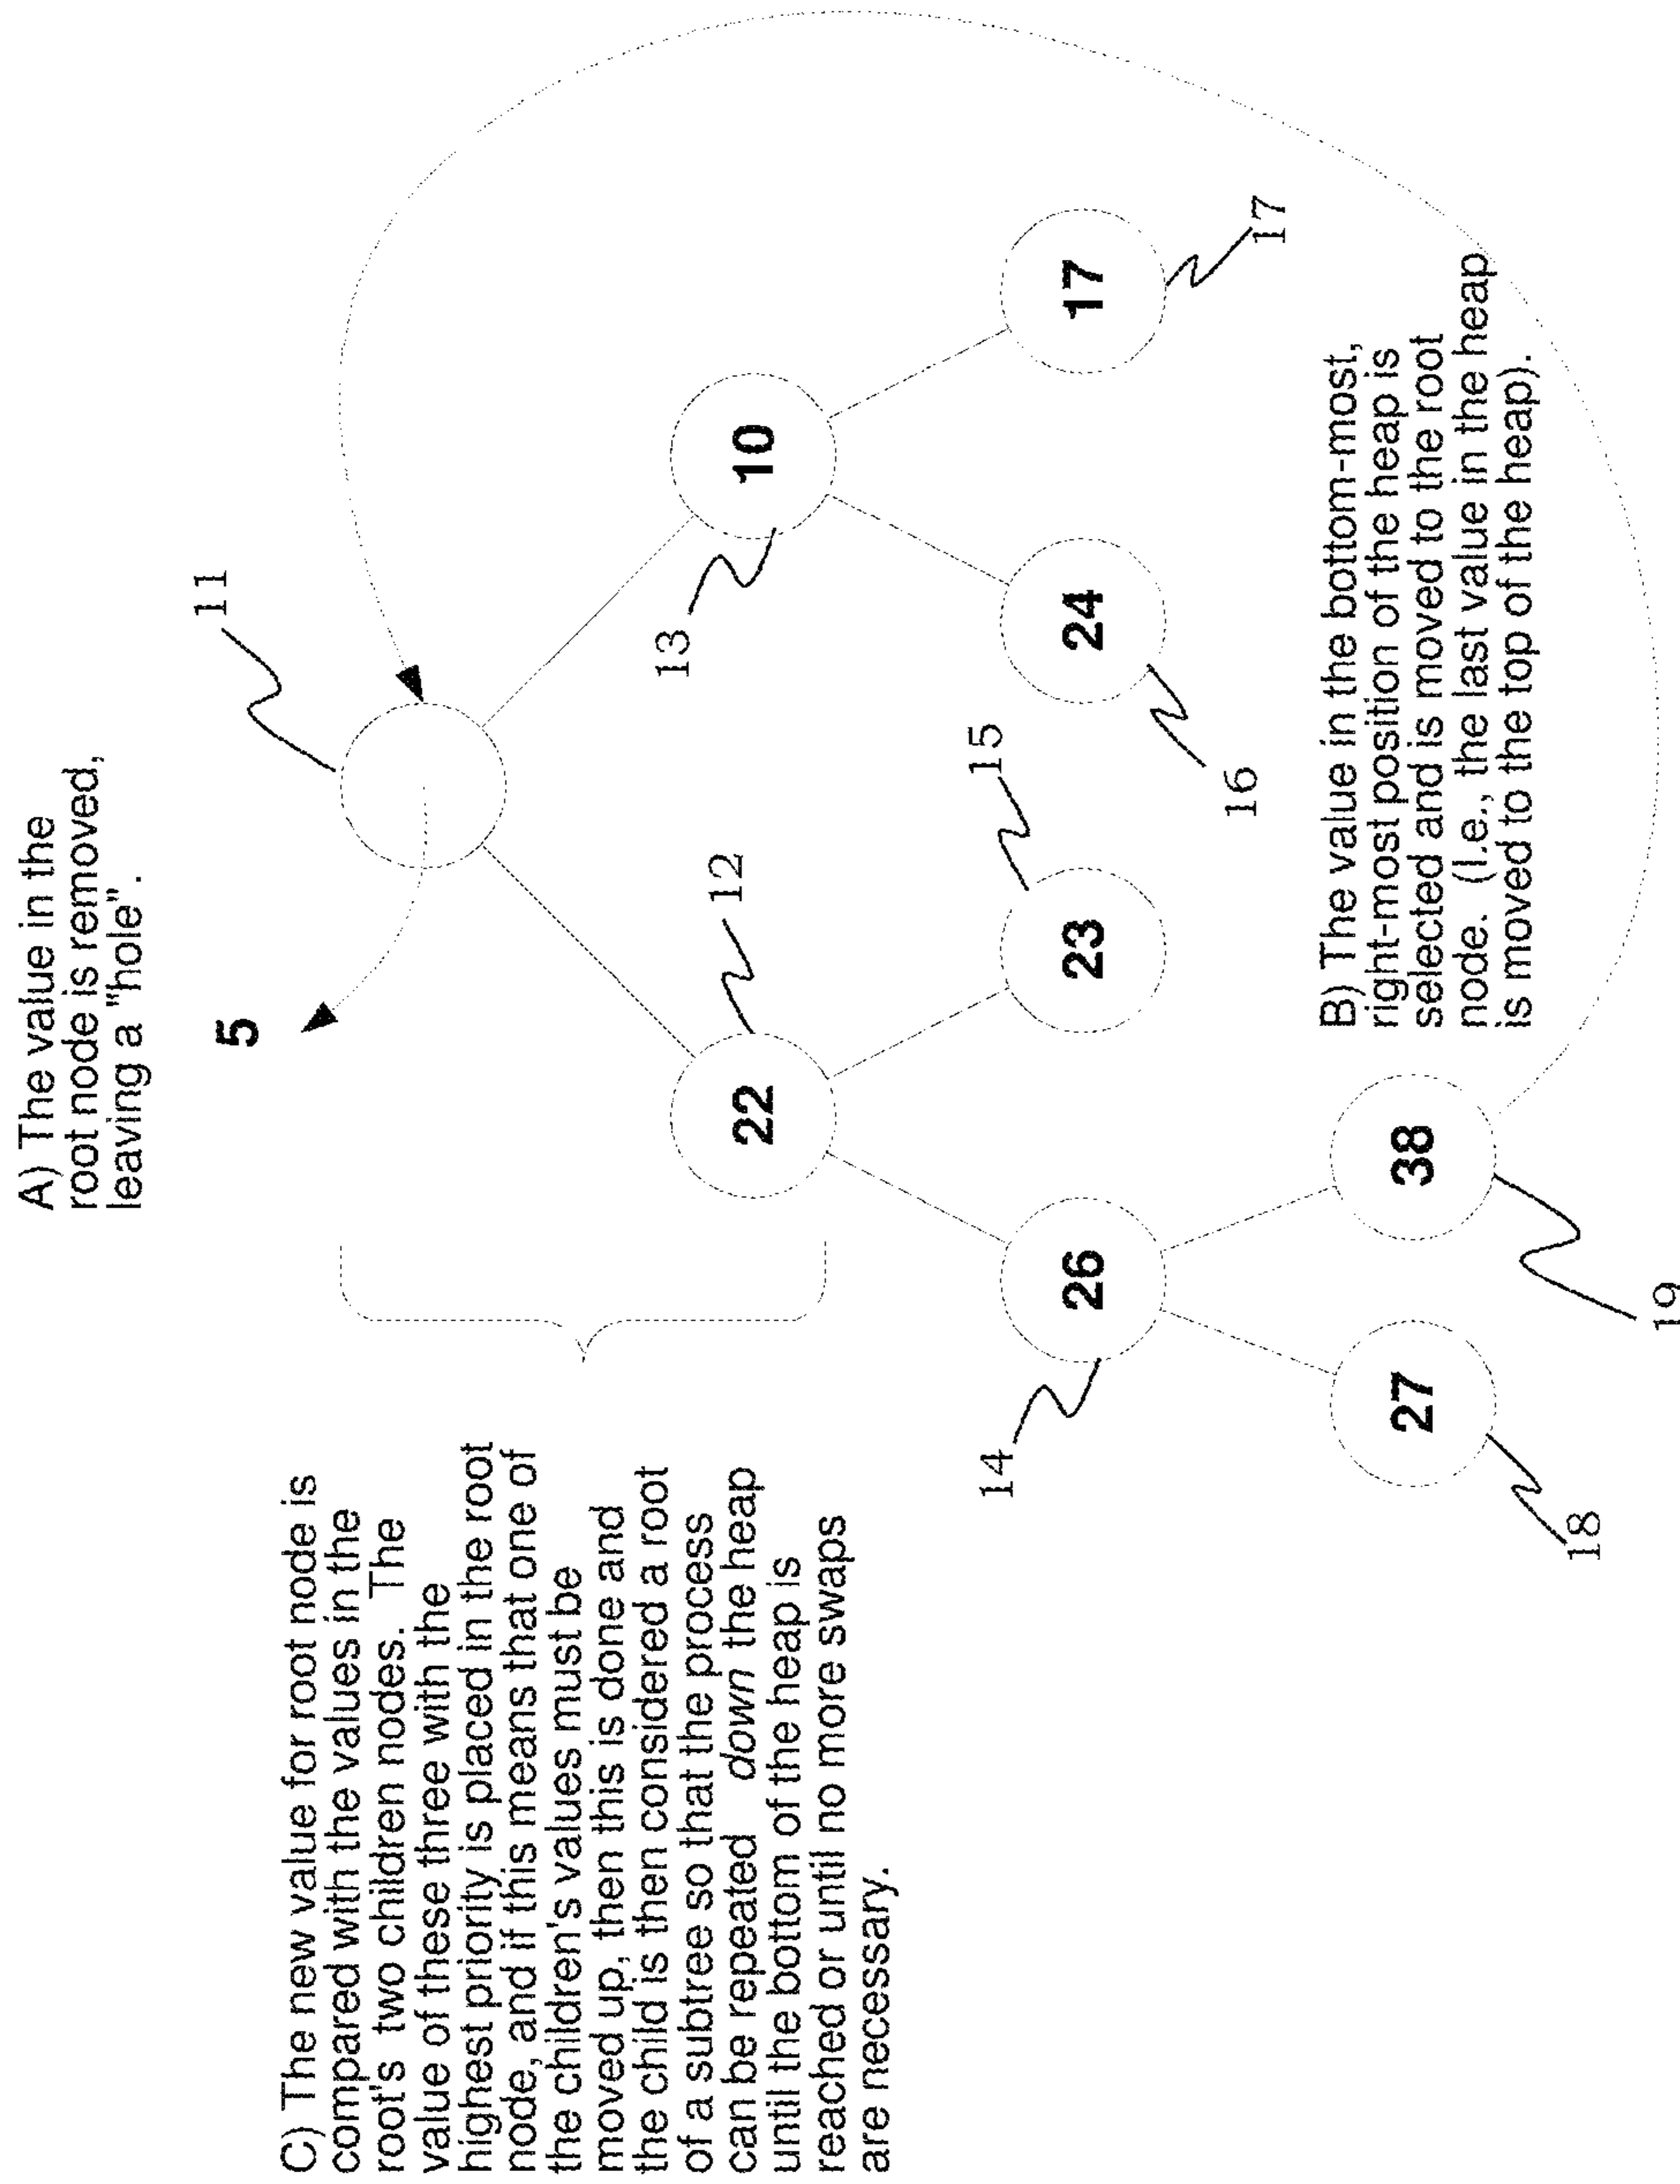 A) The value in the
root node is removed,
leaving a "hole".
5
11
C) The new value for root node is
compared with the values in the
root's two children nodes. The
value of these three with the
highest priority is placed in the root
node, and if this means that one of
the children's values must be
moved up, then this is done and
the child is then considered a root
of a subtree so that the process
can be repeated down the heap
until the bottom of the heap is
reached or until no more swaps
are necessary.
22
12
13
10
14
26
23
15
24
16
17
17
27
18
38
19
B) The value in the bottom-most,
right-most position of the heap is
selected and is moved to the root
node. (I.e., the last value in the heap
is moved to the top of the heap).